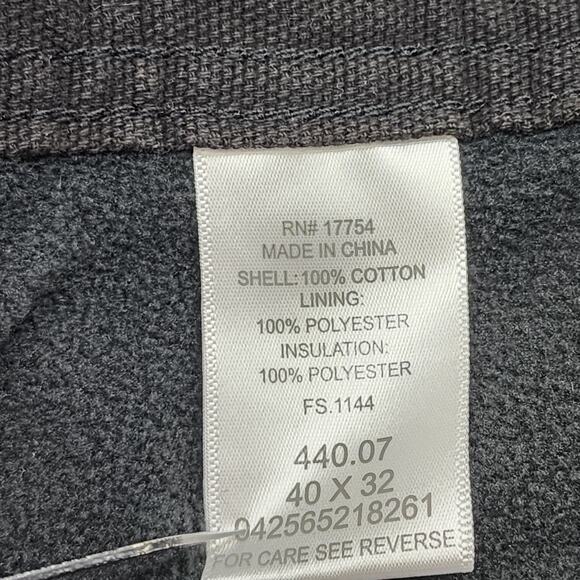 RN# 17754
MADE IN CHINA
SHELL:100% COTTON
LINING:
100% POLYESTER
INSULATION:
100% POLYESTER
FS.1144
440.07
40 X 32
042565218261
FOR CARE SEE REVERSE